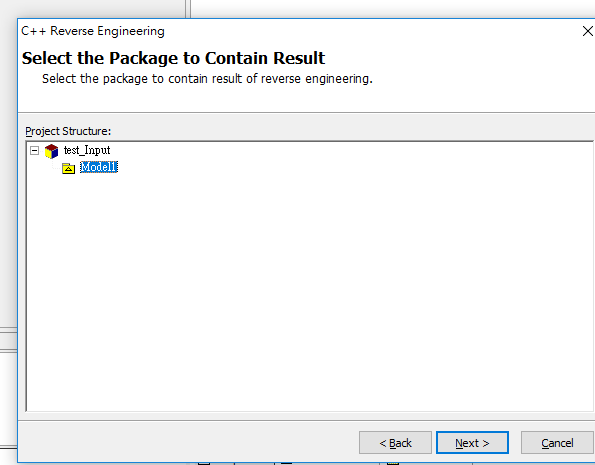 C++ Reverse Engineering
Select the Package to Contain Result
Select the package to contain result of reverse engineering.
Project Structure:
test_Input
Model1
< Back
Next >
Cancel